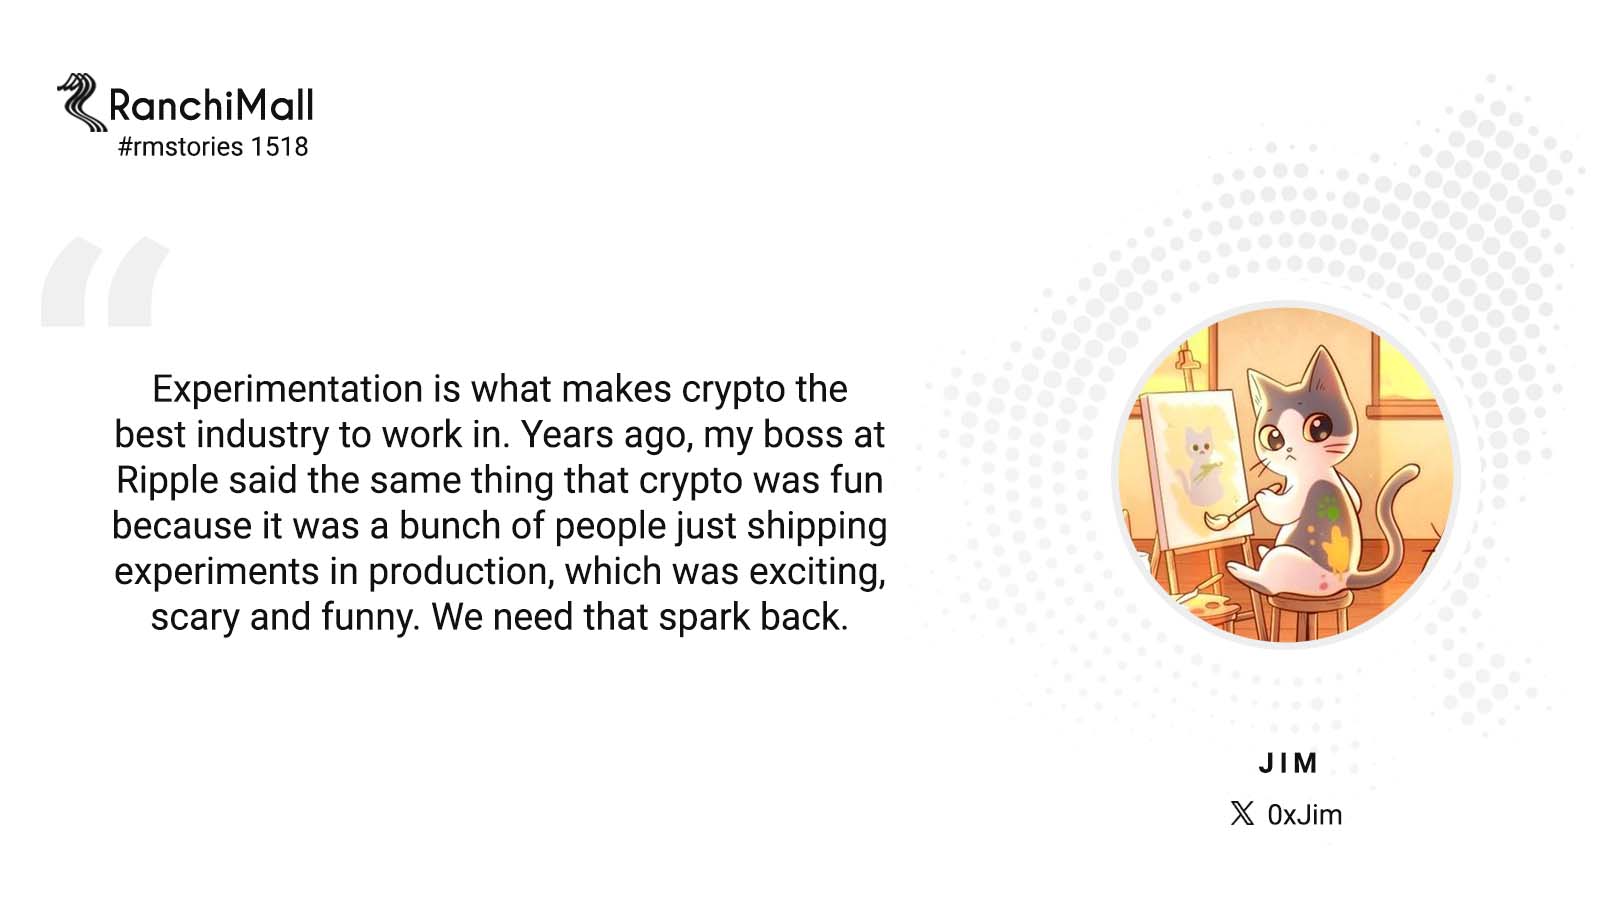 RanchiMall
#rmstories 1518
“
Experimentation is what makes crypto the
best industry to work in. Years ago, my boss at
Ripple said the same thing that crypto was fun
because it was a bunch of people just shipping
experiments in production, which was exciting,
scary and funny. We need that spark back.
JIM
𝕏 0xJim